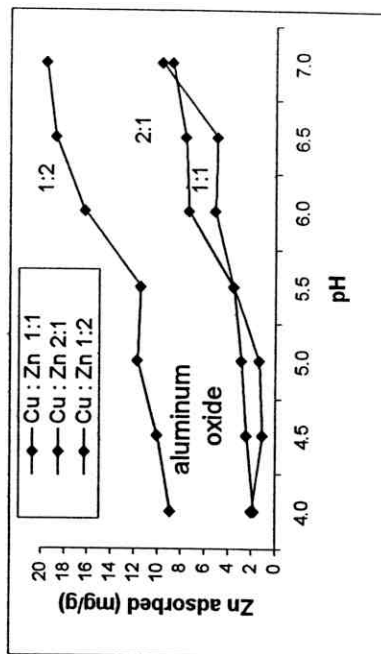 Cu : Zn 1:1
Cu : Zn 2:1
Cu : Zn 1:2
20
18
16
14
12
10
8
6
4
2
0
Zn adsorbed (mg/g)
1:2
2:1
1:1
aluminum
oxide
4.0 4.5 5.0 5.5 6.0 6.5 7.0
pH